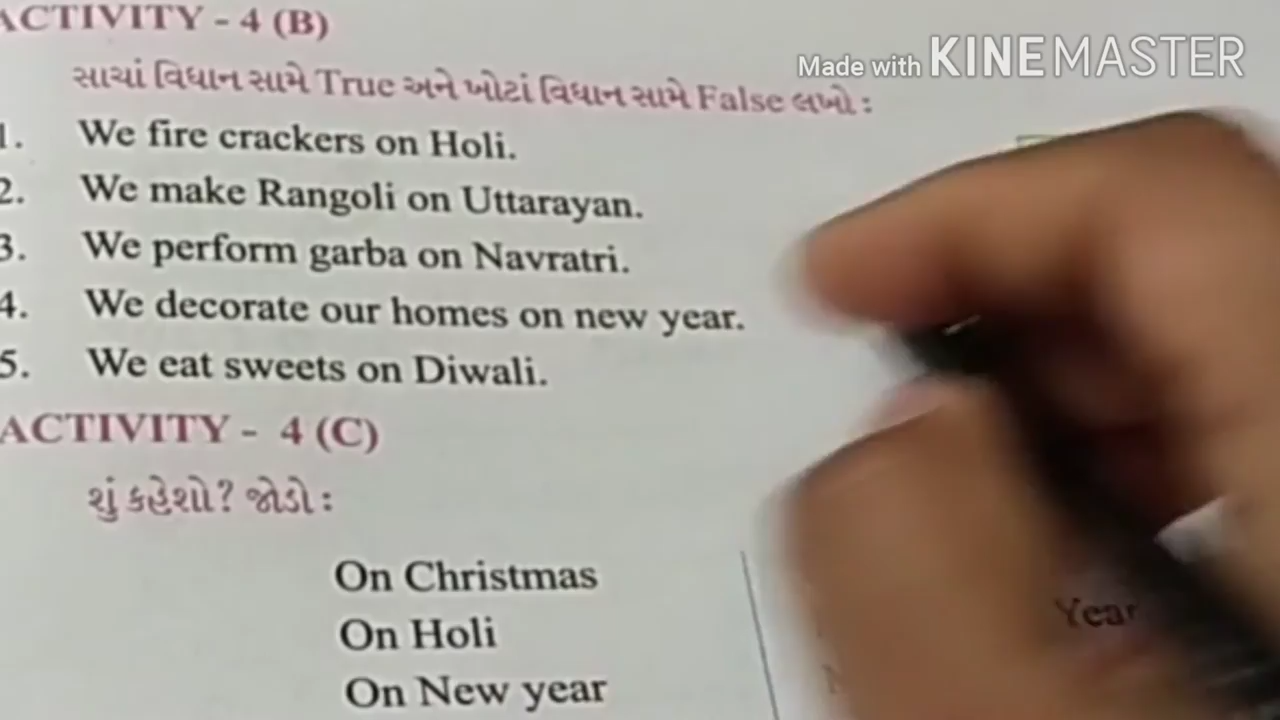 ACTIVITY - 4 (B)
Made with KINEMASTER
સાચાં વિધાન સામે True અને ખોટાં વિધાન સામે False લખો :
1. We fire crackers on Holi.
2. We make Rangoli on Uttarayan.
3. We perform garba on Navratri.
4. We decorate our homes on new year.
5. We eat sweets on Diwali.
ACTIVITY - 4 (C)
શું કહેશો? જોડો :
On Christmas
Year
On Holi
On New year